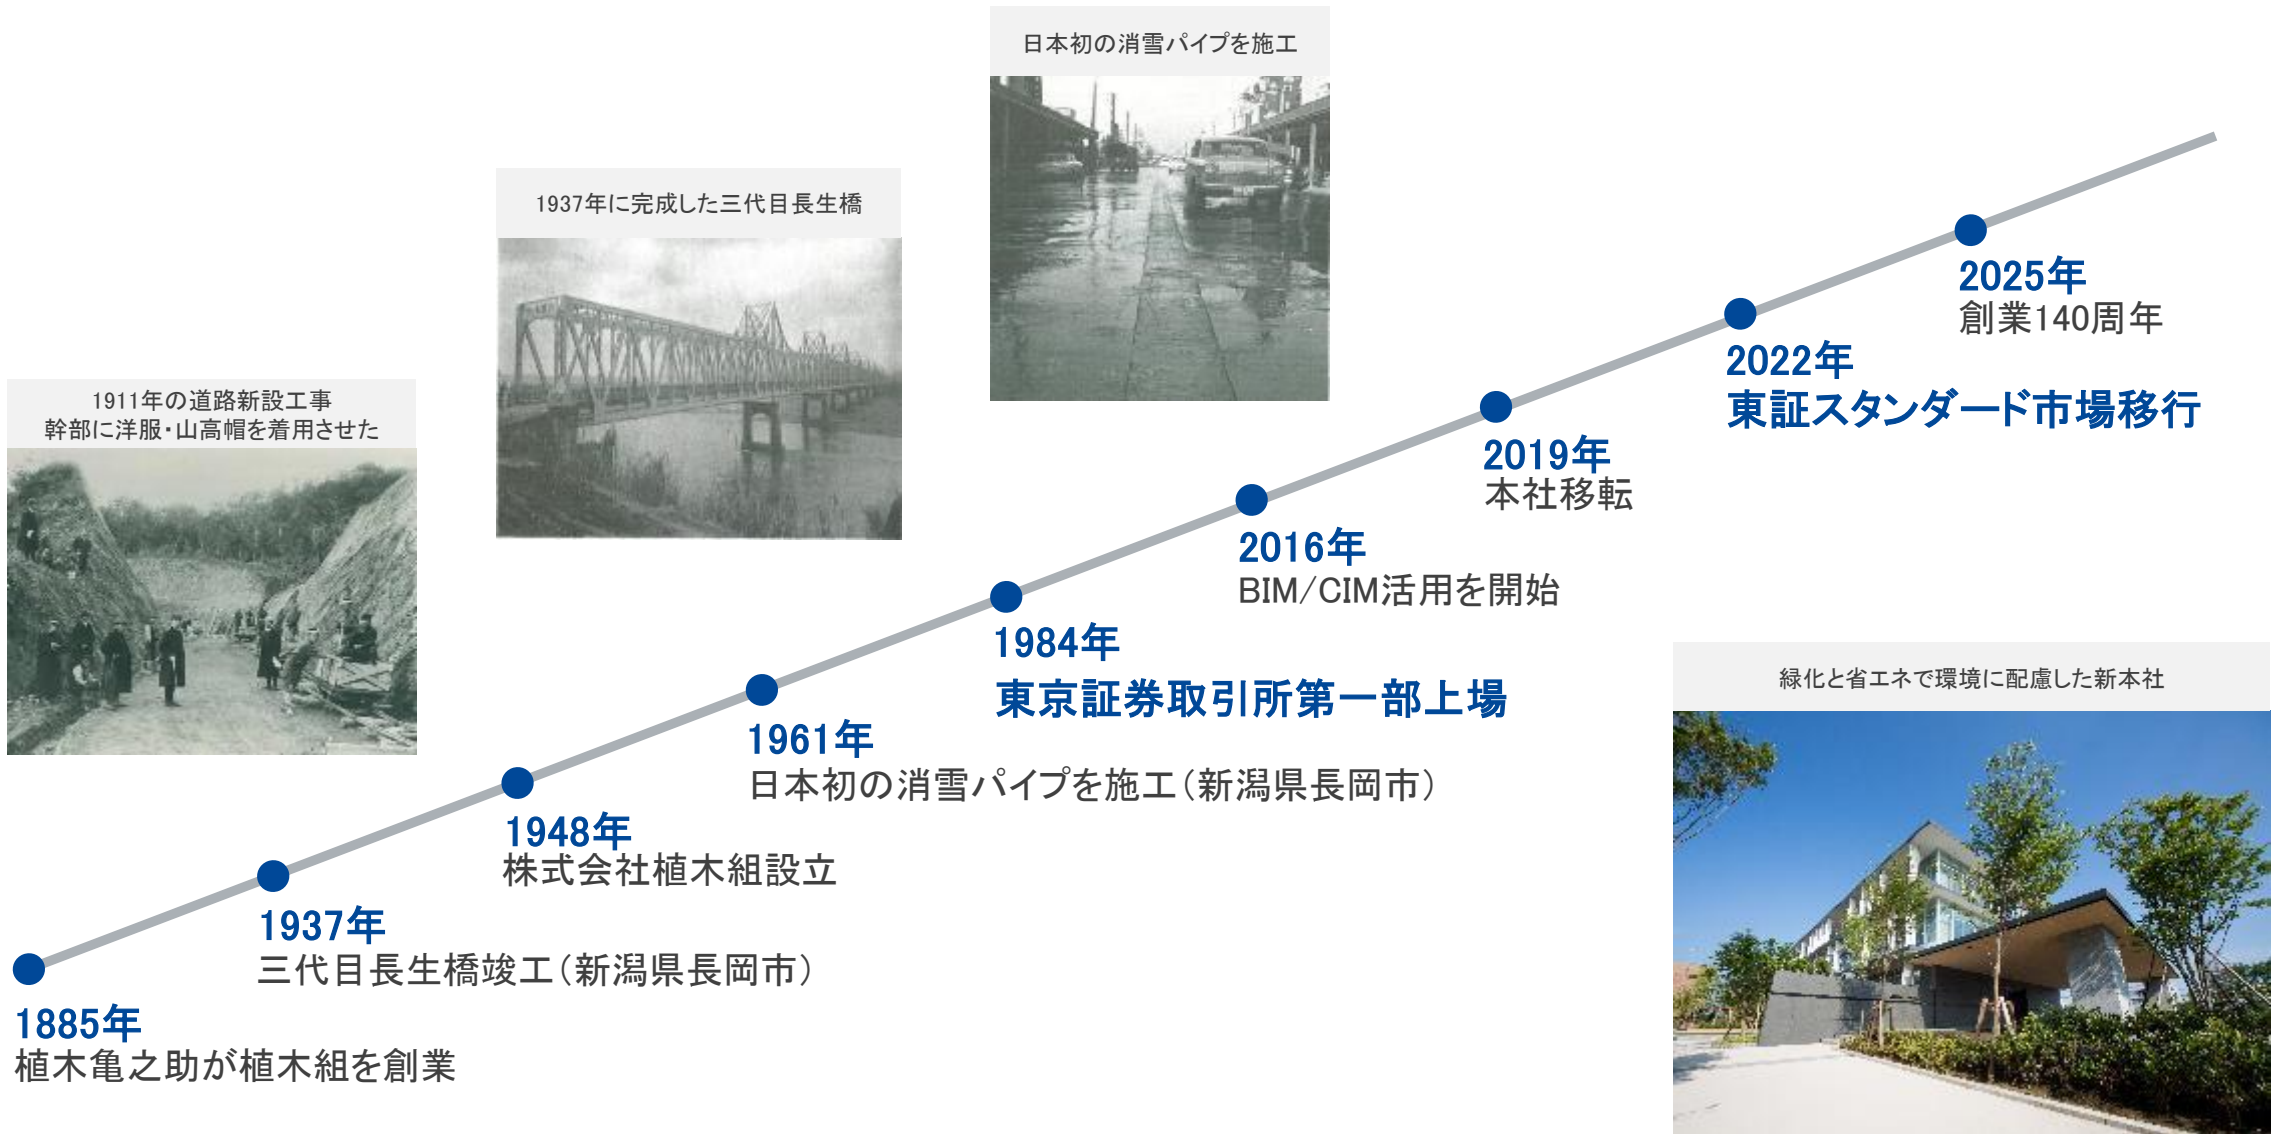 日本初の消雪パイプを施工
1937年に完成した三代目長生橋
1911年の道路新設工事
幹部に洋服・山高帽を着用させた
2025年
創業140周年
2022年
東証スタンダード市場移行
2019年
本社移転
2016年
BIM/CIM活用を開始
1984年
東京証券取引所第一部上場
1961年
日本初の消雪パイプを施工（新潟県長岡市）
1948年
株式会社植木組設立
1937年
三代目長生橋竣工（新潟県長岡市）
1885年
植木亀之助が植木組を創業
緑化と省エネで環境に配慮した新本社